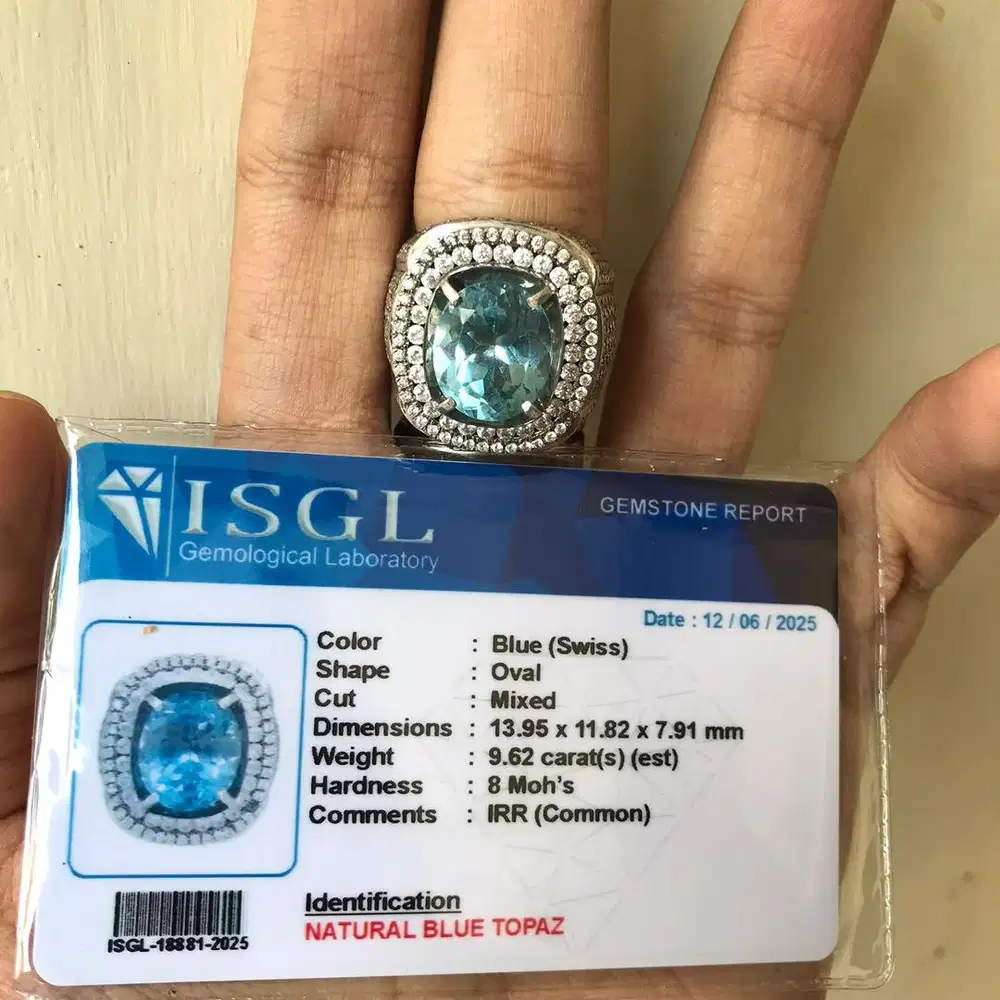 ISGL
Gemological Laboratory
GEMSTONE REPORT
Date : 12 / 06 / 2025
Color : Blue (Swiss)
Shape : Oval
Cut : Mixed
Dimensions : 13.95 x 11.82 x 7.91 mm
Weight : 9.62 carat(s) (est)
Hardness : 8 Moh's
Comments : IRR (Common)
Identification
NATURAL BLUE TOPAZ
ISGL-18881-2025